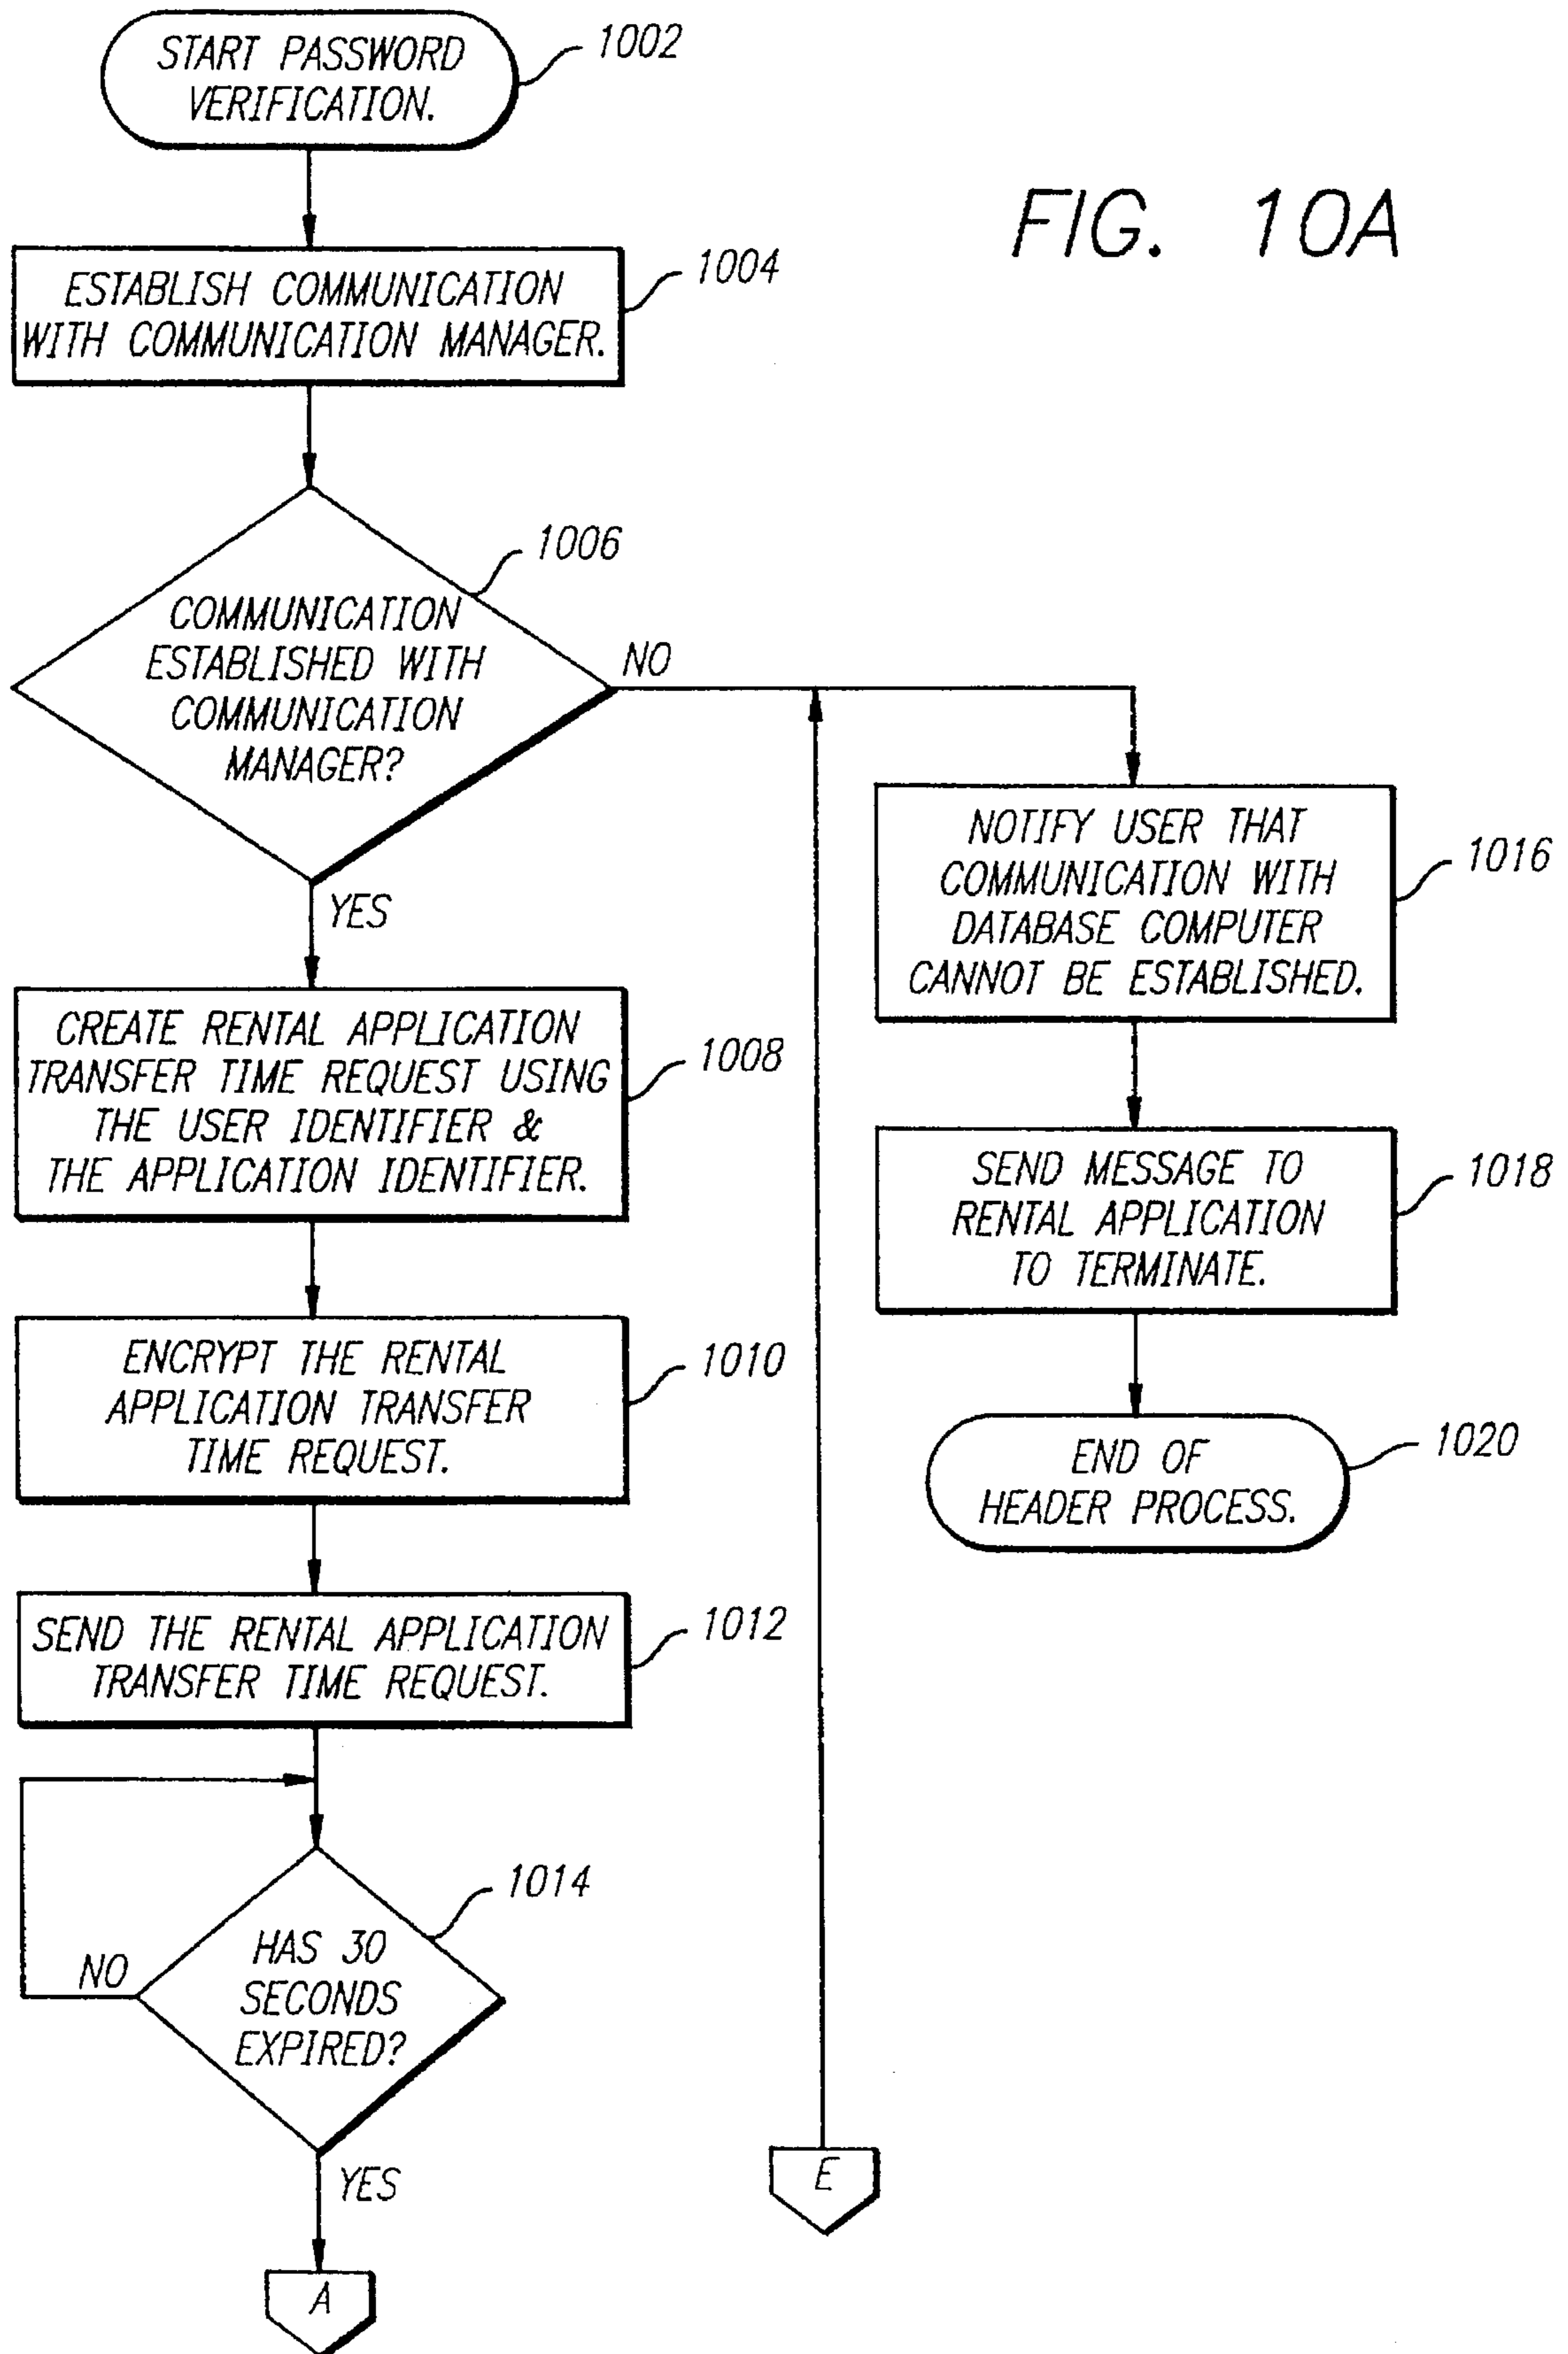 START PASSWORD
VERIFICATION.
1002
FIG. 10A
ESTABLISH COMMUNICATION
WITH COMMUNICATION MANAGER.
1004
COMMUNICATION
ESTABLISHED WITH
COMMUNICATION
MANAGER?
1006
NO
YES
CREATE RENTAL APPLICATION
TRANSFER TIME REQUEST USING
THE USER IDENTIFIER &
THE APPLICATION IDENTIFIER.
1008
ENCRYPT THE RENTAL
APPLICATION TRANSFER
TIME REQUEST.
1010
SEND THE RENTAL APPLICATION
TRANSFER TIME REQUEST.
1012
HAS 30
SECONDS
EXPIRED?
1014
NO
YES
A
NOTIFY USER THAT
COMMUNICATION WITH
DATABASE COMPUTER
CANNOT BE ESTABLISHED.
1016
SEND MESSAGE TO
RENTAL APPLICATION
TO TERMINATE.
1018
END OF
HEADER PROCESS.
1020
E